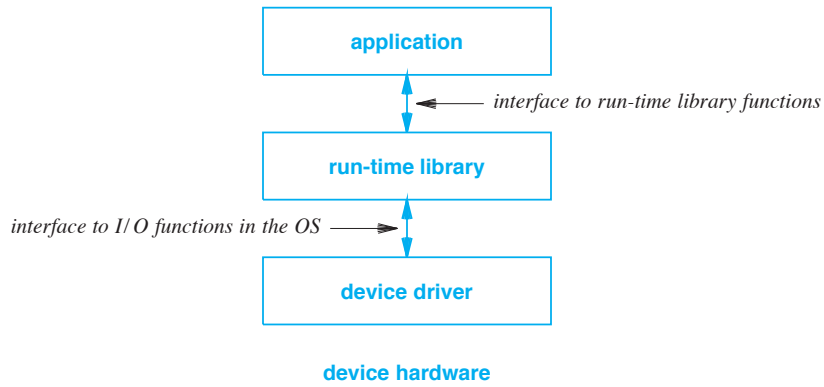 application
interface to run-time library functions
run-time library
interface to I/O functions in the OS
device driver
device hardware